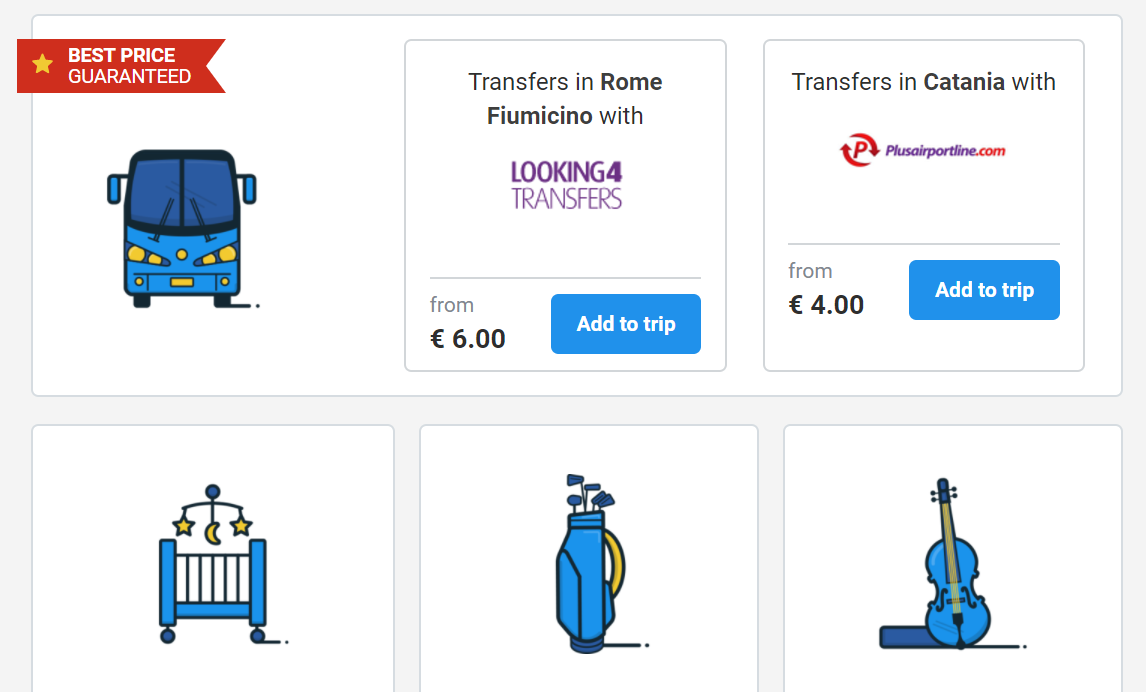 BEST PRICE
GUARANTEED
Transfers in Rome
Fiumicino with
LOOKING4
TRANSFERS
from
€ 6.00
Add to trip
Transfers in Catania with
P
Plusairportline.com
from
€ 4.00
Add to trip